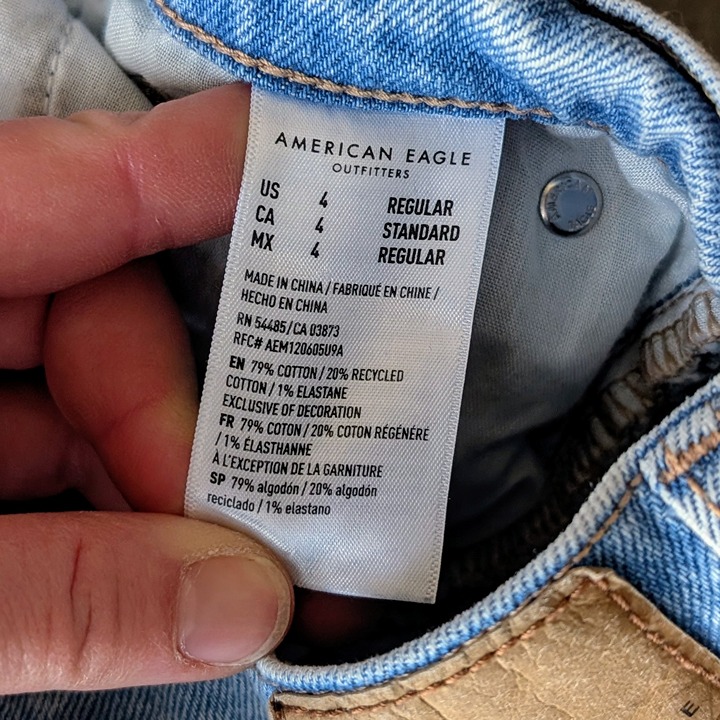 AMERICAN EAGLE
OUTFITTERS
US 4 REGULAR
CA 4 STANDARD
MX 4 REGULAR
MADE IN CHINA / FABRIQUÉ EN CHINE /
HECHO EN CHINA
RN 54485/CA 03873
RFC# AEM120605U9A
EN 79% COTTON / 20% RECYCLED
COTTON / 1% ELASTANE
EXCLUSIVE OF DECORATION
FR 79% COTON / 20% COTON RÉGÉNÉRÉ
/ 1% ÉLASTHANNE
À L'EXCEPTION DE LA GARNITURE
SP 79% algodón / 20% algodón
reciclado / 1% elastano
E